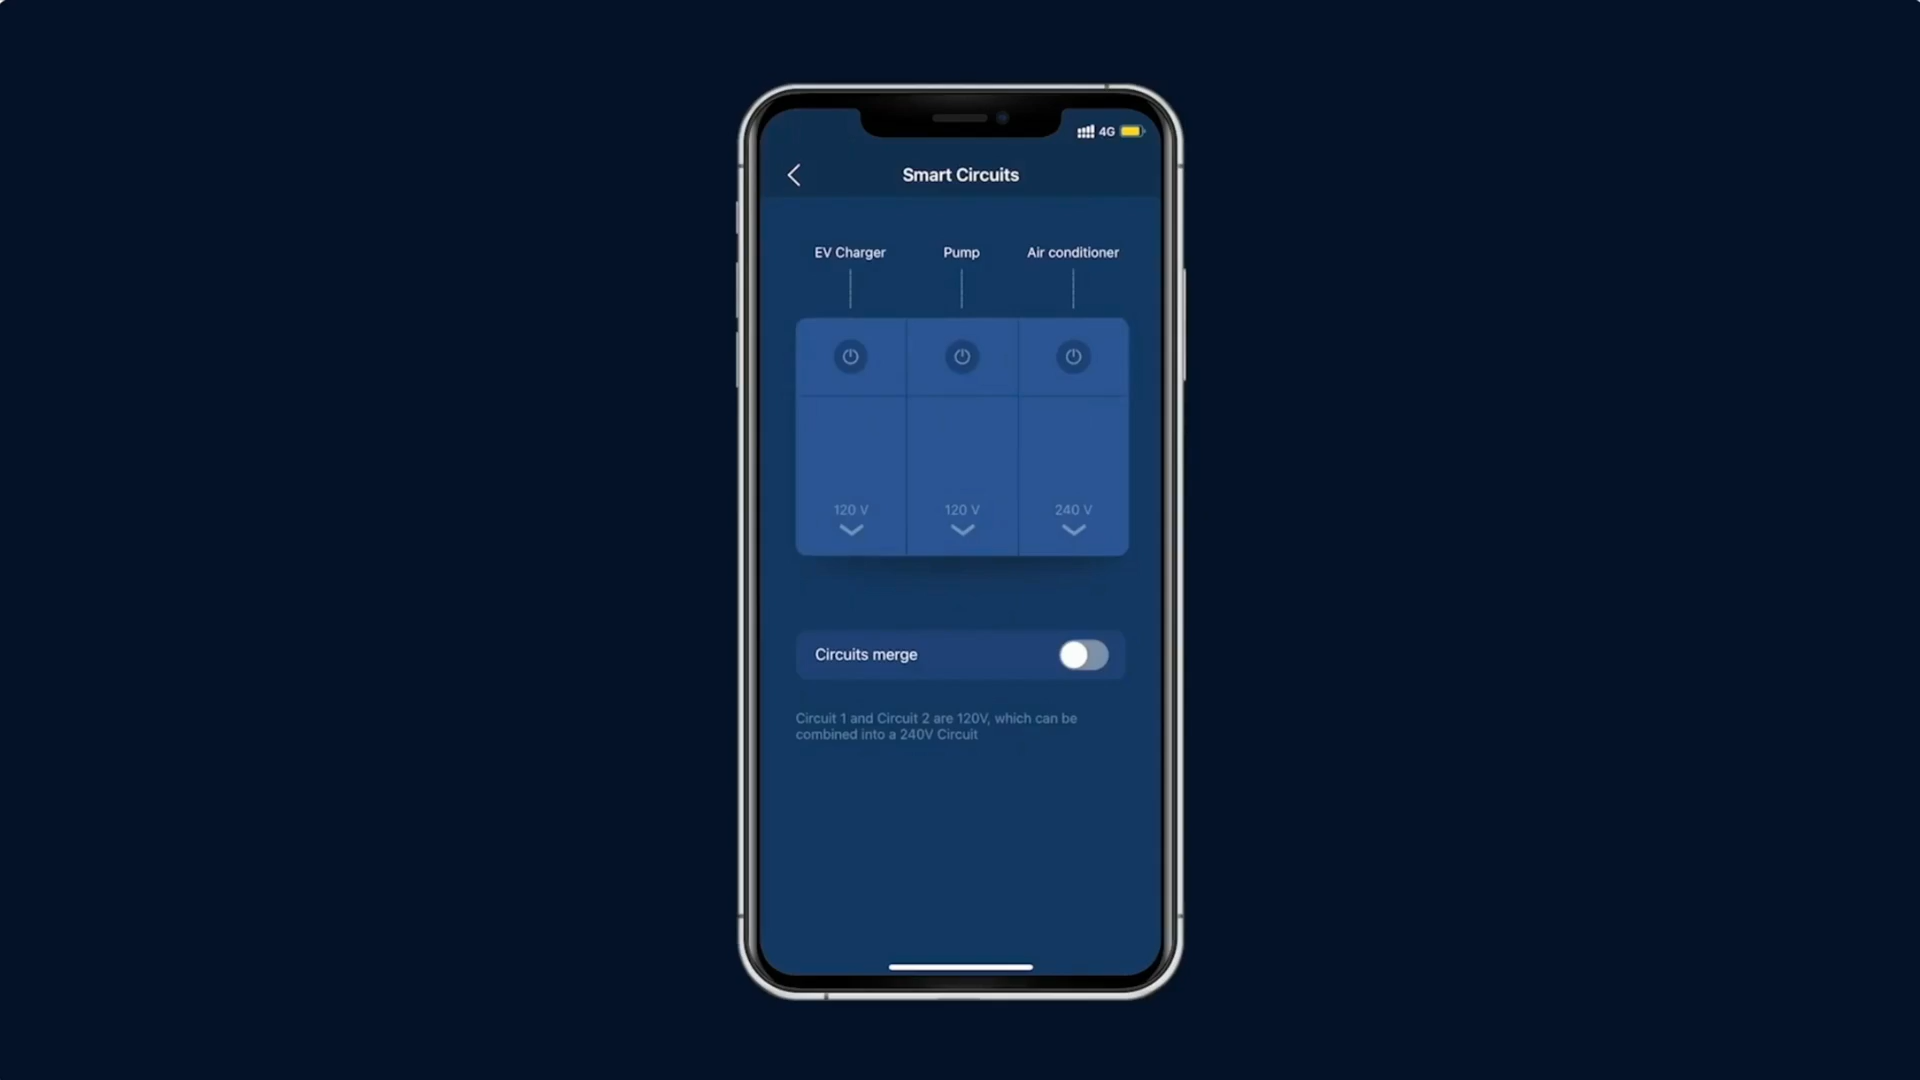 4G
Smart Circuits
EV Charger Pump Air conditioner
120 V 120 V 240 V
Circuits merge
Circuit 1 and Circuit 2 are 120V, which can be
combined into a 240V Circuit